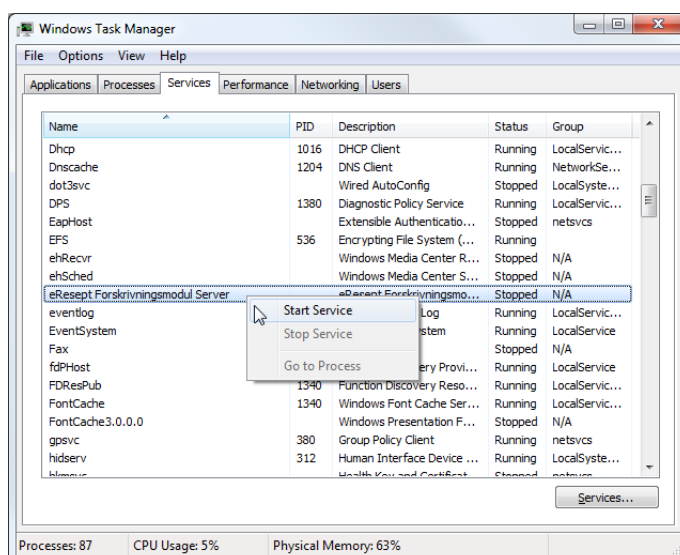 Windows Task Manager
File Options View Help
Applications Processes Services Performance Networking Users
Name PID Description Status Group
Dhcp 1016 DHCP Client Running LocalServic...
Dnscache 1204 DNS Client Running NetworkSe...
dot3svc Wired AutoConfig Stopped LocalSyste...
DPS 1380 Diagnostic Policy Service Running LocalServic...
EapHost Extensible Authenticatio... Stopped netsvcs
EFS 536 Encrypting File System (... Running
ehRecvr Windows Media Center R... Stopped N/A
ehSched Windows Media Center S... Stopped N/A
eResept Forskrivningsmodul Server eResept Forskrivningsmo... Stopped N/A
eventlog Log Running LocalServic...
Start Service
EventSystem Running LocalService
Stop Service
Fax Stopped N/A
fdPHost Running LocalService
Go to Process
FDResPub 1340 Function Discovery Reso... Running LocalServic...
FontCache 1340 Windows Font Cache Ser... Running LocalServic...
FontCache3.0.0.0 Windows Presentation F... Stopped N/A
gpsvc 380 Group Policy Client Running netsvcs
hidserv 312 Human Interface Device ... Running LocalSyste...
Services...
Processes: 87 CPU Usage: 5% Physical Memory: 63%